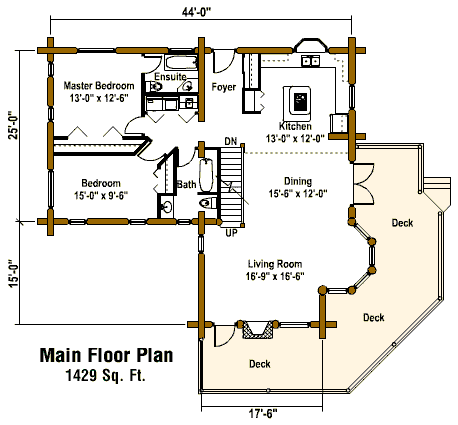 44'-0"
Master Bedroom
13'-0" x 12'-6"
Ensuite
Foyer
Kitchen
13'-0" x 12'-0"
25'-0"
DN
Bedroom
15'-0" x 9'-6"
Bath
Dining
15'-6" x 12'-0"
UP
Deck
15'-0"
Living Room
16'-9" x 16'-6"
Deck
Main Floor Plan
1429 Sq. Ft.
Deck
17'-6"